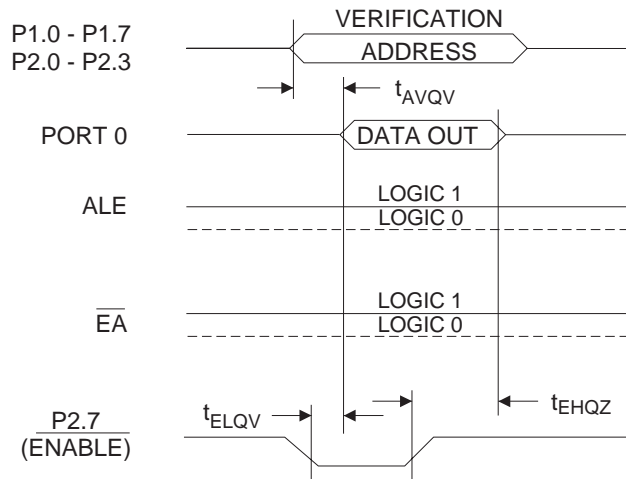 VERIFICATION
P1.0 - P1.7
P2.0 - P2.3
ADDRESS
tAVQV
PORT 0
DATA OUT
ALE
LOGIC 1
LOGIC 0
EA
LOGIC 1
LOGIC 0
P2.7
(ENABLE)
tELQV
tEHQZ